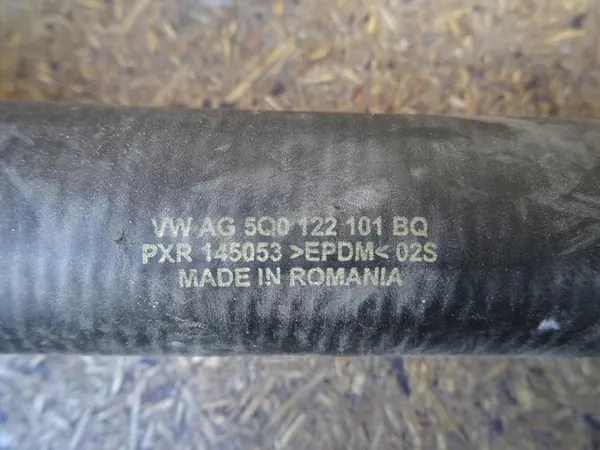 VW AG 5Q0 122 101 BQ
PXR 145053 >EPDM< 02S
MADE IN ROMANIA